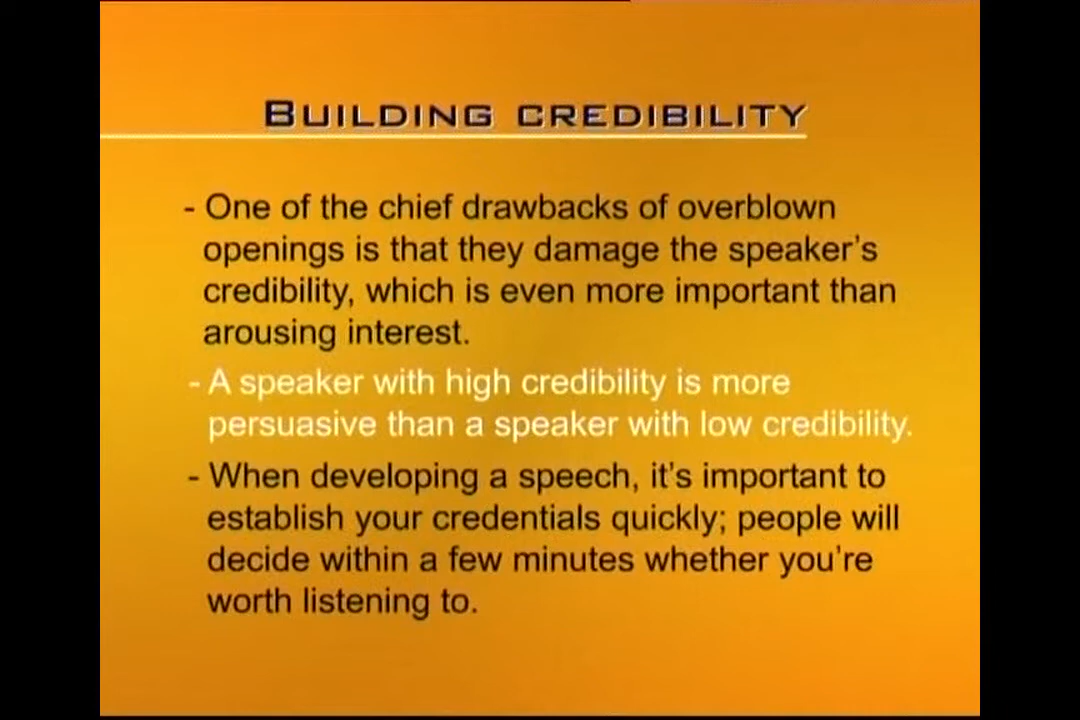 BUILDING CREDIBILITY
- One of the chief drawbacks of overblown
openings is that they damage the speaker's
credibility, which is even more important than
arousing interest.
- A speaker with high credibility is more
persuasive than a speaker with low credibility.
- When developing a speech, it's important to
establish your credentials quickly; people will
decide within a few minutes whether you're
worth listening to.